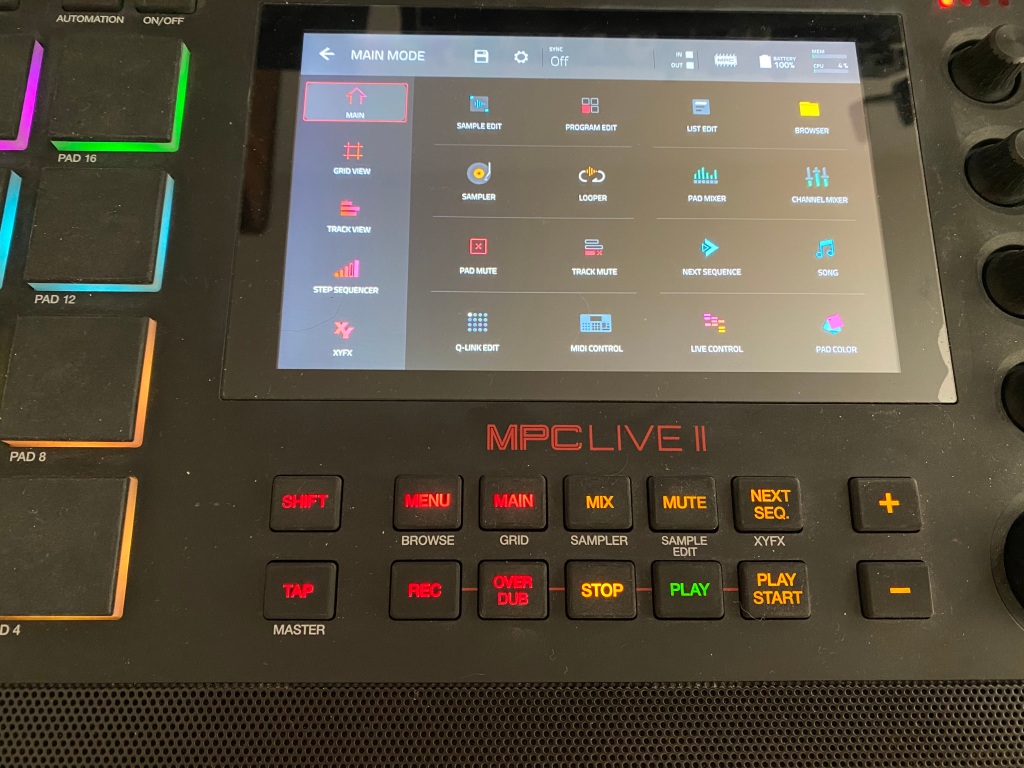 AUTOMATION
ON/OFF
MAIN MODE
SYNC
Off
IN
OUT
BATTERY
100%
MEM
CPU 4%
MAIN
GRID VIEW
TRACK VIEW
STEP SEQUENCER
XYFX
SAMPLE EDIT
PROGRAM EDIT
LIST EDIT
BROWSER
SAMPLER
LOOPER
PAD MIXER
CHANNEL MIXER
PAD MUTE
TRACK MUTE
NEXT SEQUENCE
SONG
Q-LINK EDIT
MIDI CONTROL
LIVE CONTROL
PAD COLOR
PAD 16
PAD 12
PAD 8
D 4
MPC LIVE II
SHIFT
MENU
MAIN
MIX
MUTE
NEXT
SEQ.
+
BROWSE
GRID
SAMPLER
SAMPLE
EDIT
XYFX
TAP
REC
OVER
DUB
STOP
PLAY
PLAY
START
−
MASTER